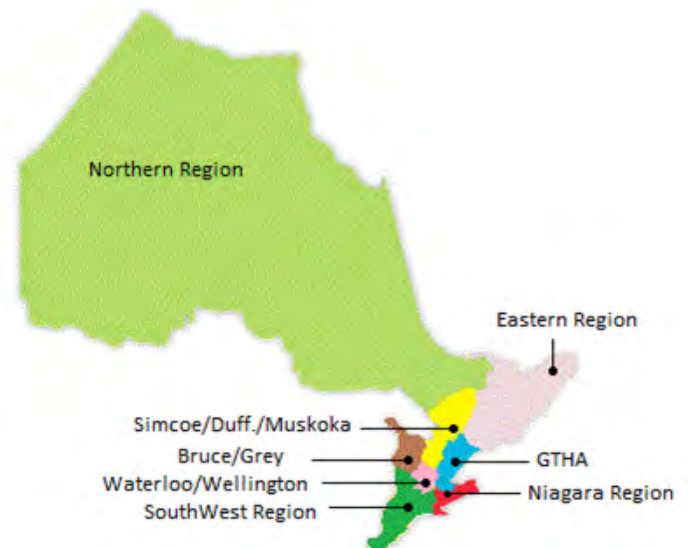 Northern Region
Eastern Region
Simcoe/Duff./Muskoka
Bruce/Grey
GTHA
Waterloo/Wellington
Niagara Region
SouthWest Region